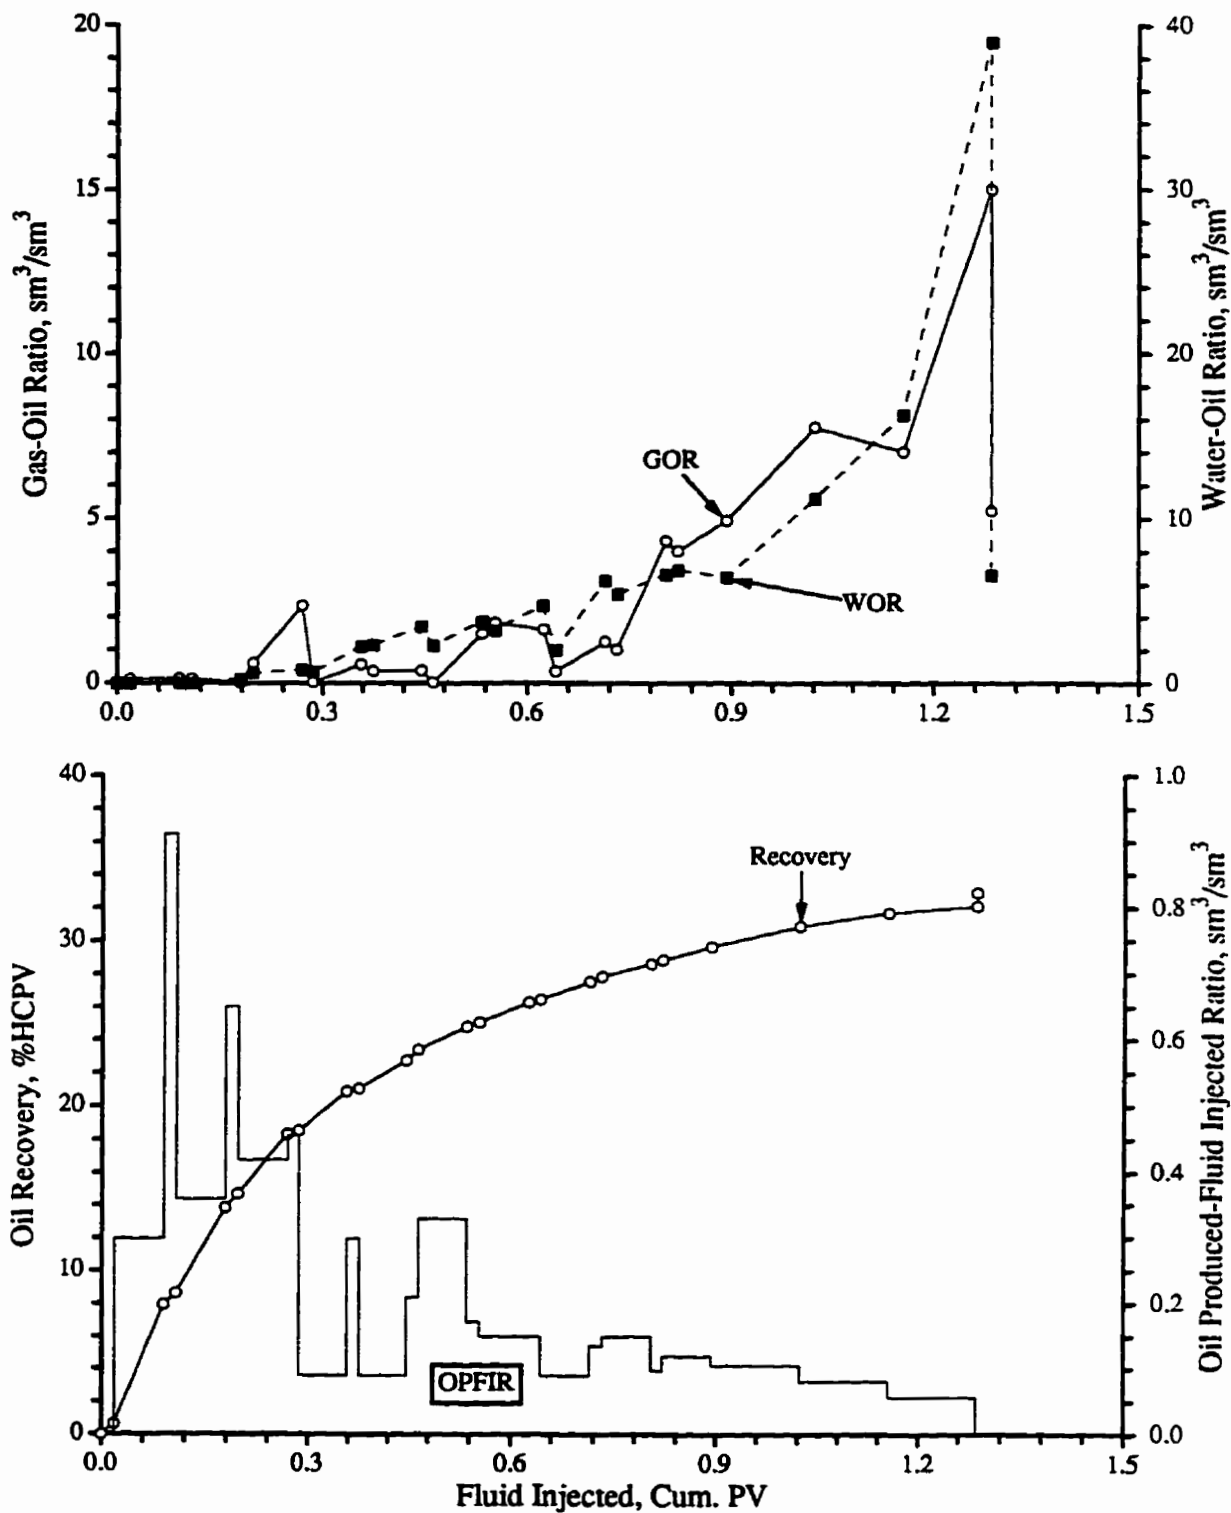 20
15
10
5
0
Gas-Oil Ratio, sm³/sm³
40
30
20
10
0
Water-Oil Ratio, sm³/sm³
GOR
WOR
0.0 0.3 0.6 0.9 1.2 1.5
40
30
20
10
0
Oil Recovery, %HCPV
1.0
0.8
0.6
0.4
0.2
0.0
Oil Produced-Fluid Injected Ratio, sm³/sm³
Recovery
OPFIR
0.0 0.3 0.6 0.9 1.2 1.5
Fluid Injected, Cum. PV